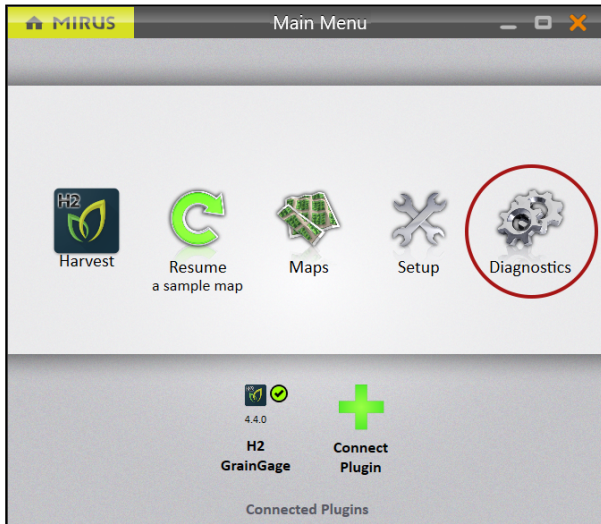 MIRUS
Main Menu
H2
Harvest
Resume
a sample map
Maps
Setup
Diagnostics
4.4.0
H2
GrainGage
Connect
Plugin
Connected Plugins